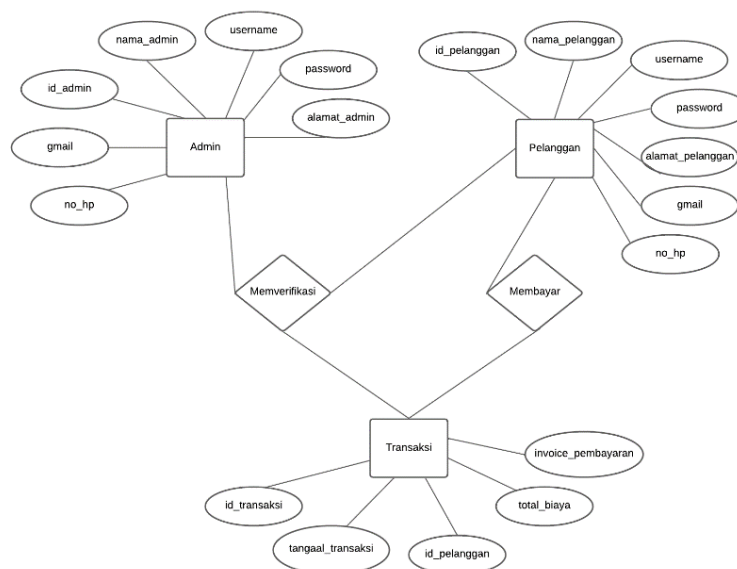 nama_admin
username
id_admin
password
gmail
Admin
alamat_admin
no_hp
id_pelanggan
nama_pelanggan
username
password
Pelanggan
alamat_pelanggan
gmail
no_hp
Memverifikasi
Membayar
Transaksi
invoice_pembayaran
id_transaksi
total_biaya
tangaal_transaksi
id_pelanggan